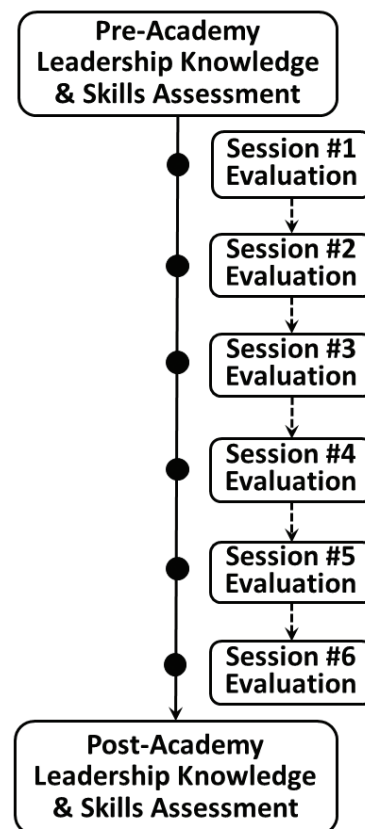 Pre-Academy
Leadership Knowledge
& Skills Assessment
Session #1
Evaluation
Session #2
Evaluation
Session #3
Evaluation
Session #4
Evaluation
Session #5
Evaluation
Session #6
Evaluation
Post-Academy
Leadership Knowledge
& Skills Assessment